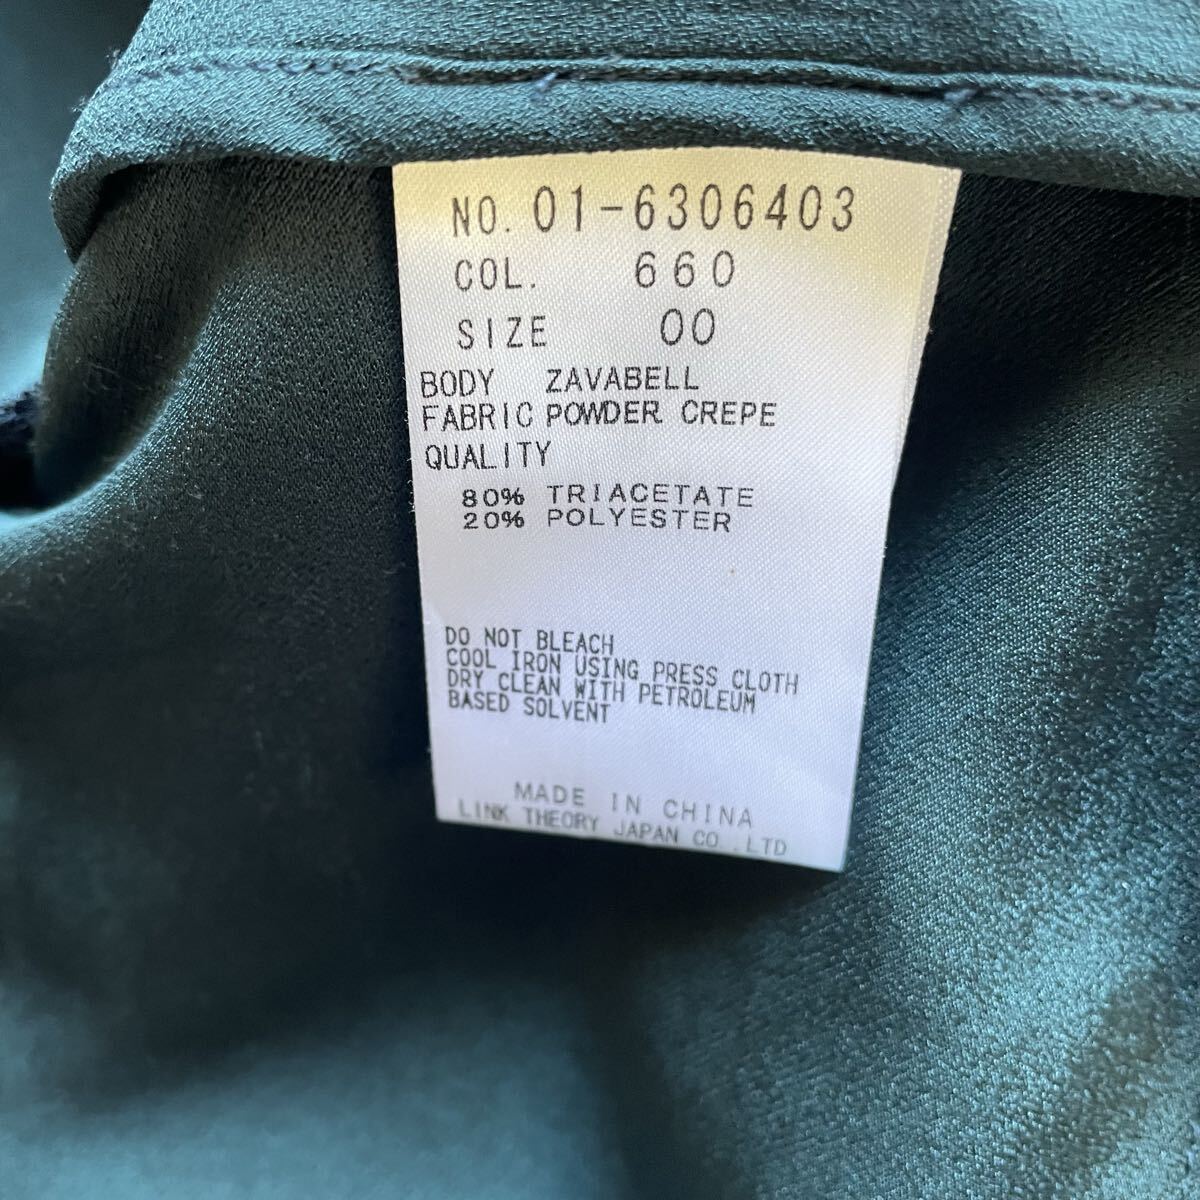 NO. 01-6306403
COL. 660
SIZE 00
BODY ZAVABELL
FABRIC POWDER CREPE
QUALITY
80% TRIACETATE
20% POLYESTER
DO NOT BLEACH
COOL IRON USING PRESS CLOTH
DRY CLEAN WITH PETROLEUM
BASED SOLVENT
MADE IN CHINA
LINK THEORY JAPAN CO.,LTD